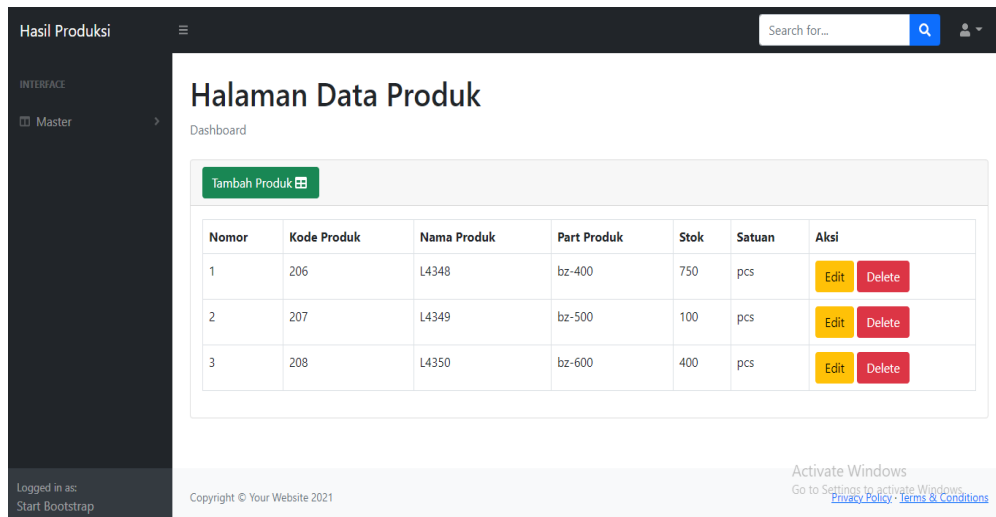 Hasil Produksi
Search for...
INTERFACE
Master
Halaman Data Produk
Dashboard
Tambah Produk
Nomor Kode Produk Nama Produk Part Produk Stok Satuan Aksi
1 206 L4348 bz-400 750 pcs Edit Delete
2 207 L4349 bz-500 100 pcs Edit Delete
3 208 L4350 bz-600 400 pcs Edit Delete
Logged in as:
Start Bootstrap
Copyright © Your Website 2021
Activate Windows
Go to Settings to activate Windows.
Privacy Policy · Terms & Conditions